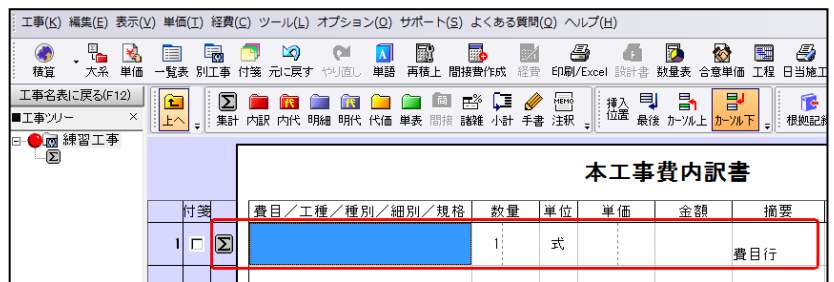 工事(K) 編集(E) 表示(V) 単価(T) 経費(C) ツール(L) オプション(O) サポート(S) よくある質問(Q) ヘルプ(H)
積算 大系 単価 一覧表 別工事 付箋 元に戻す やり直し 単語 再積上 間接費作成 経費 印刷/Excel 設計書 数量表 合意単価 工程 日当施工
工事名表に戻る(F12)
■工事ツリー ×
練習工事
Σ
上へ Σ 集計 内訳 代 内代 明細 代 明代 代価 単表 間 間接 諸雑 小計 手書 MEMO 注釈 挿入位置 最後 カーソル上 カーソル下 根拠記録
本工事費内訳書
付箋 費目/工種/種別/細別/規格 数量 単位 単価 金額 摘要
1 Σ 1 式 費目行